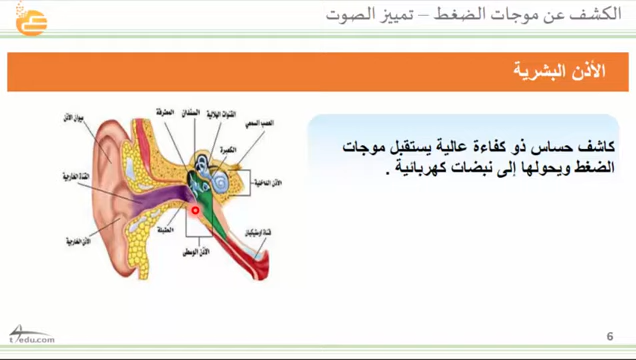 الكشف عن موجات الضغط – تمييز الصوت
الأذن البشرية
كاشف حساس ذو كفاءة عالية يستقبل موجات
الضغط ويحولها إلى نبضات كهربائية .
صيوان الأذن
المطرقة
السندان
القنوات الهلالية
العصب السمعي
القناة الخارجية
الأذن الداخلية
الطبلة
قناة أوستاكيان
الأذن الخارجية
الأذن الوسطى
t4edu.com
6